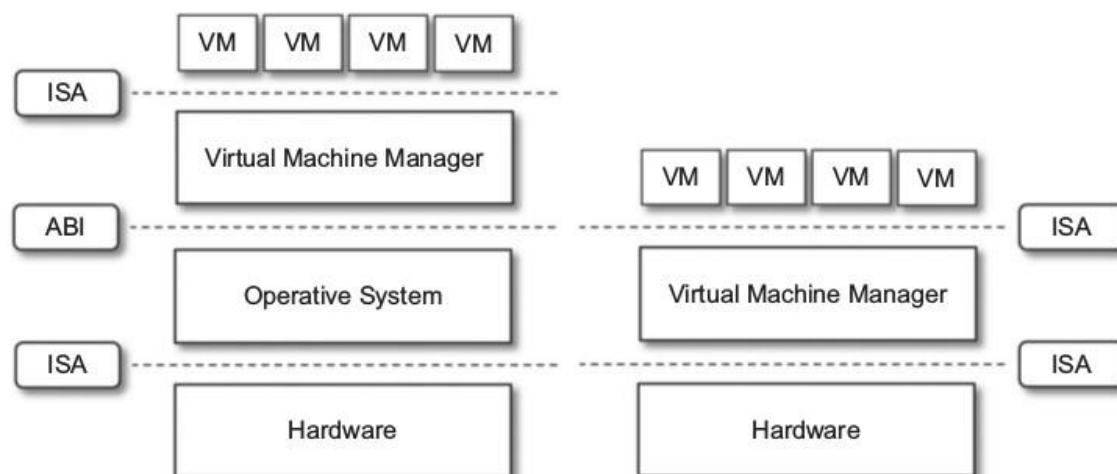 VM VM VM VM
ISA
Virtual Machine Manager
VM VM VM VM
ABI
ISA
Operative System
Virtual Machine Manager
ISA
ISA
Hardware
Hardware